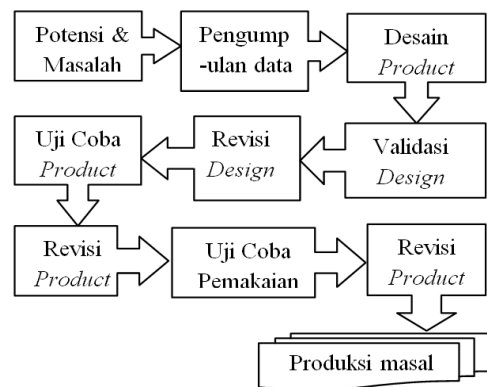 Potensi &
Masalah
Pengump
-ulan data
Desain
Product
Validasi
Design
Revisi
Design
Uji Coba
Product
Revisi
Product
Uji Coba
Pemakaian
Revisi
Product
Produksi masal